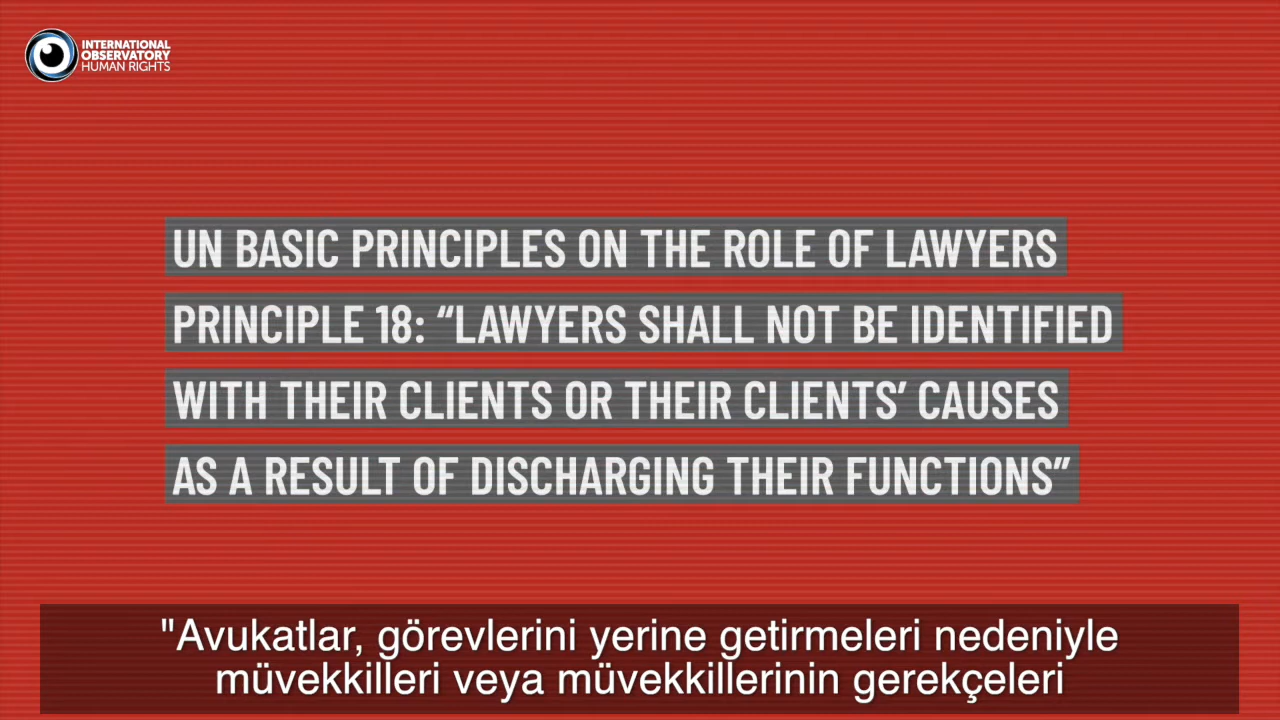 INTERNATIONAL
OBSERVATORY
HUMAN RIGHTS
UN BASIC PRINCIPLES ON THE ROLE OF LAWYERS
PRINCIPLE 18: “LAWYERS SHALL NOT BE IDENTIFIED
WITH THEIR CLIENTS OR THEIR CLIENTS’ CAUSES
AS A RESULT OF DISCHARGING THEIR FUNCTIONS”
"Avukatlar, görevlerini yerine getirmeleri nedeniyle
müvekkilleri veya müvekkillerinin gerekçeleri